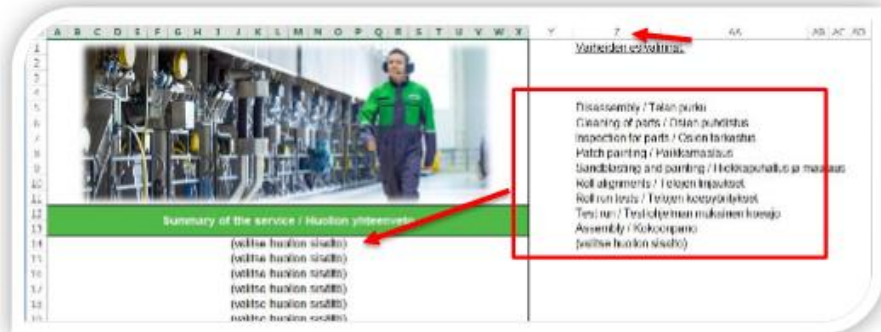 A B C D E F G H I J K L M N O P Q R S T U V W X Y Z AA AB AC AD
Vaiheiden esivalinnat
Disassembly / Telan purku
Cleaning of parts / Osien puhdistus
Inspection for parts / Osien tarkastus
Patch painting / Paikkamaalaus
Sandblasting and painting / Hiekkapuhallus ja maalaus
Roll alignments / Telojen linjaukset
Roll run tests / Telojen koepyöritykset
Test run / Testiohjelman mukainen koeajo
Assembly / Kokoonpano
(valitse huollon sisältö)
Summary of the service / Huollon yhteenveto
(valitse huollon sisältö)
(valitse huollon sisältö)
(valitse huollon sisältö)
(valitse huollon sisältö)
(valitse huollon sisältö)
(valitse huollon sisältö)